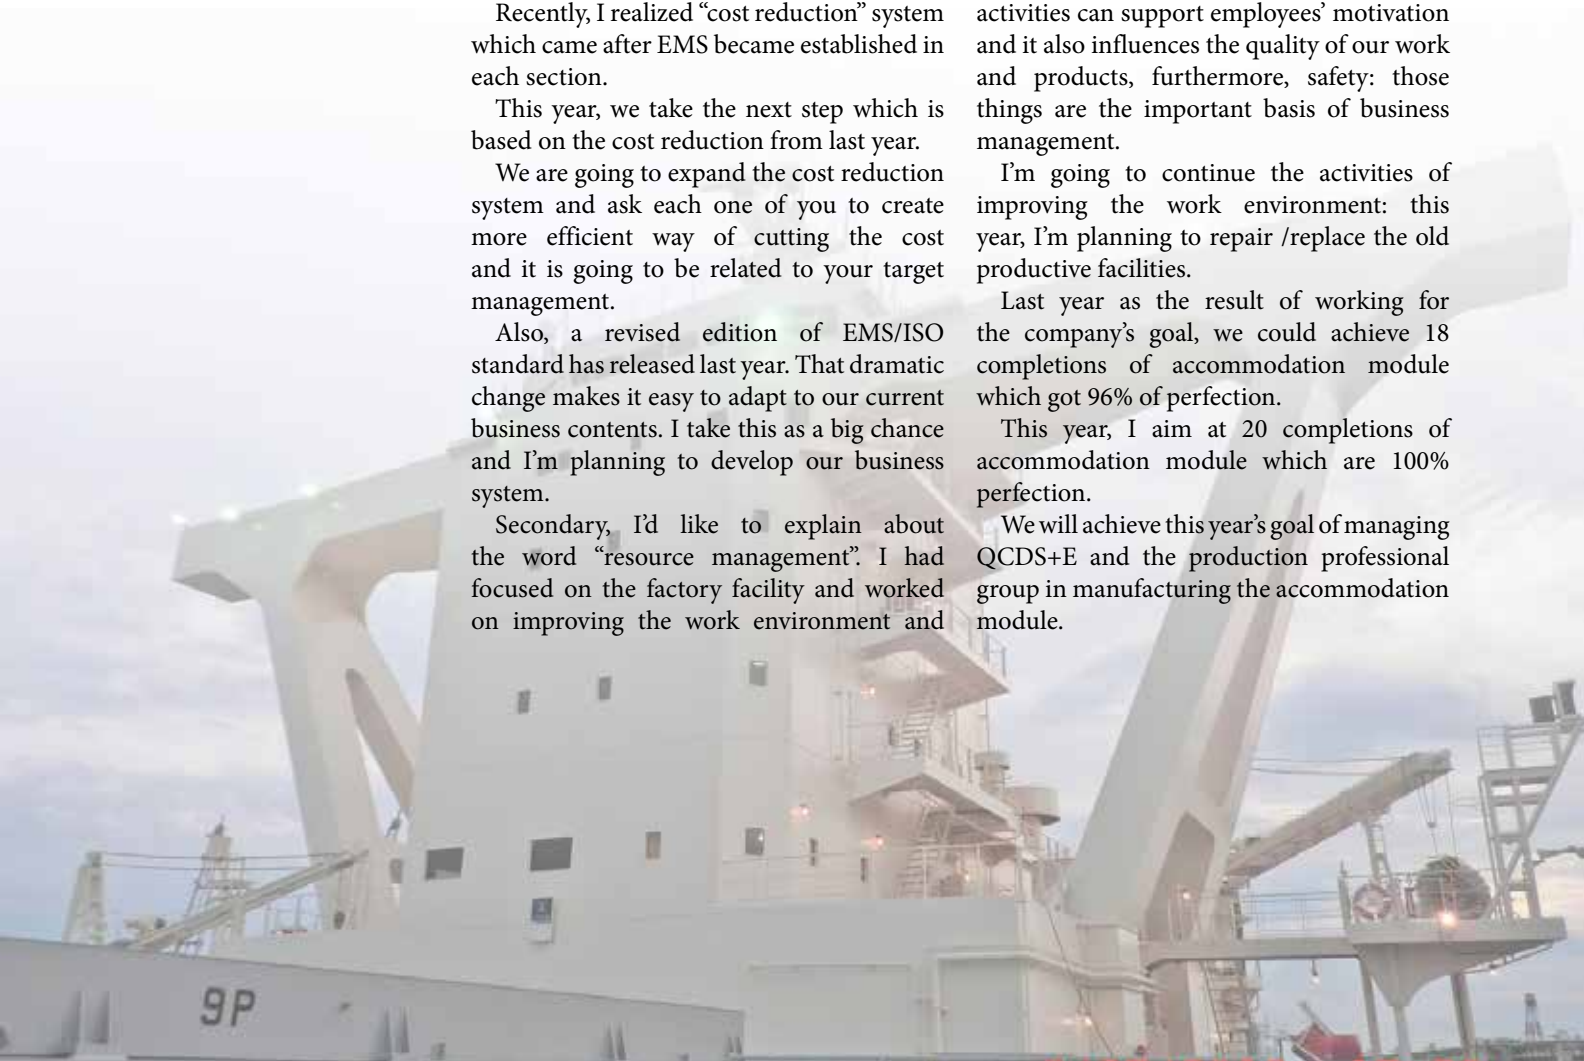 Recently, I realized “cost reduction” system
which came after EMS became established in
each section.
This year, we take the next step which is
based on the cost reduction from last year.
We are going to expand the cost reduction
system and ask each one of you to create
more efficient way of cutting the cost
and it is going to be related to your target
management.
Also, a revised edition of EMS/ISO
standard has released last year. That dramatic
change makes it easy to adapt to our current
business contents. I take this as a big chance
and I’m planning to develop our business
system.
Secondary, I’d like to explain about
the word “resource management”. I had
focused on the factory facility and worked
on improving the work environment and
activities can support employees’ motivation
and it also influences the quality of our work
and products, furthermore, safety: those
things are the important basis of business
management.
I’m going to continue the activities of
improving the work environment: this
year, I’m planning to repair /replace the old
productive facilities.
Last year as the result of working for
the company’s goal, we could achieve 18
completions of accommodation module
which got 96% of perfection.
This year, I aim at 20 completions of
accommodation module which are 100%
perfection.
We will achieve this year’s goal of managing
QCDS+E and the production professional
group in manufacturing the accommodation
module.
9P